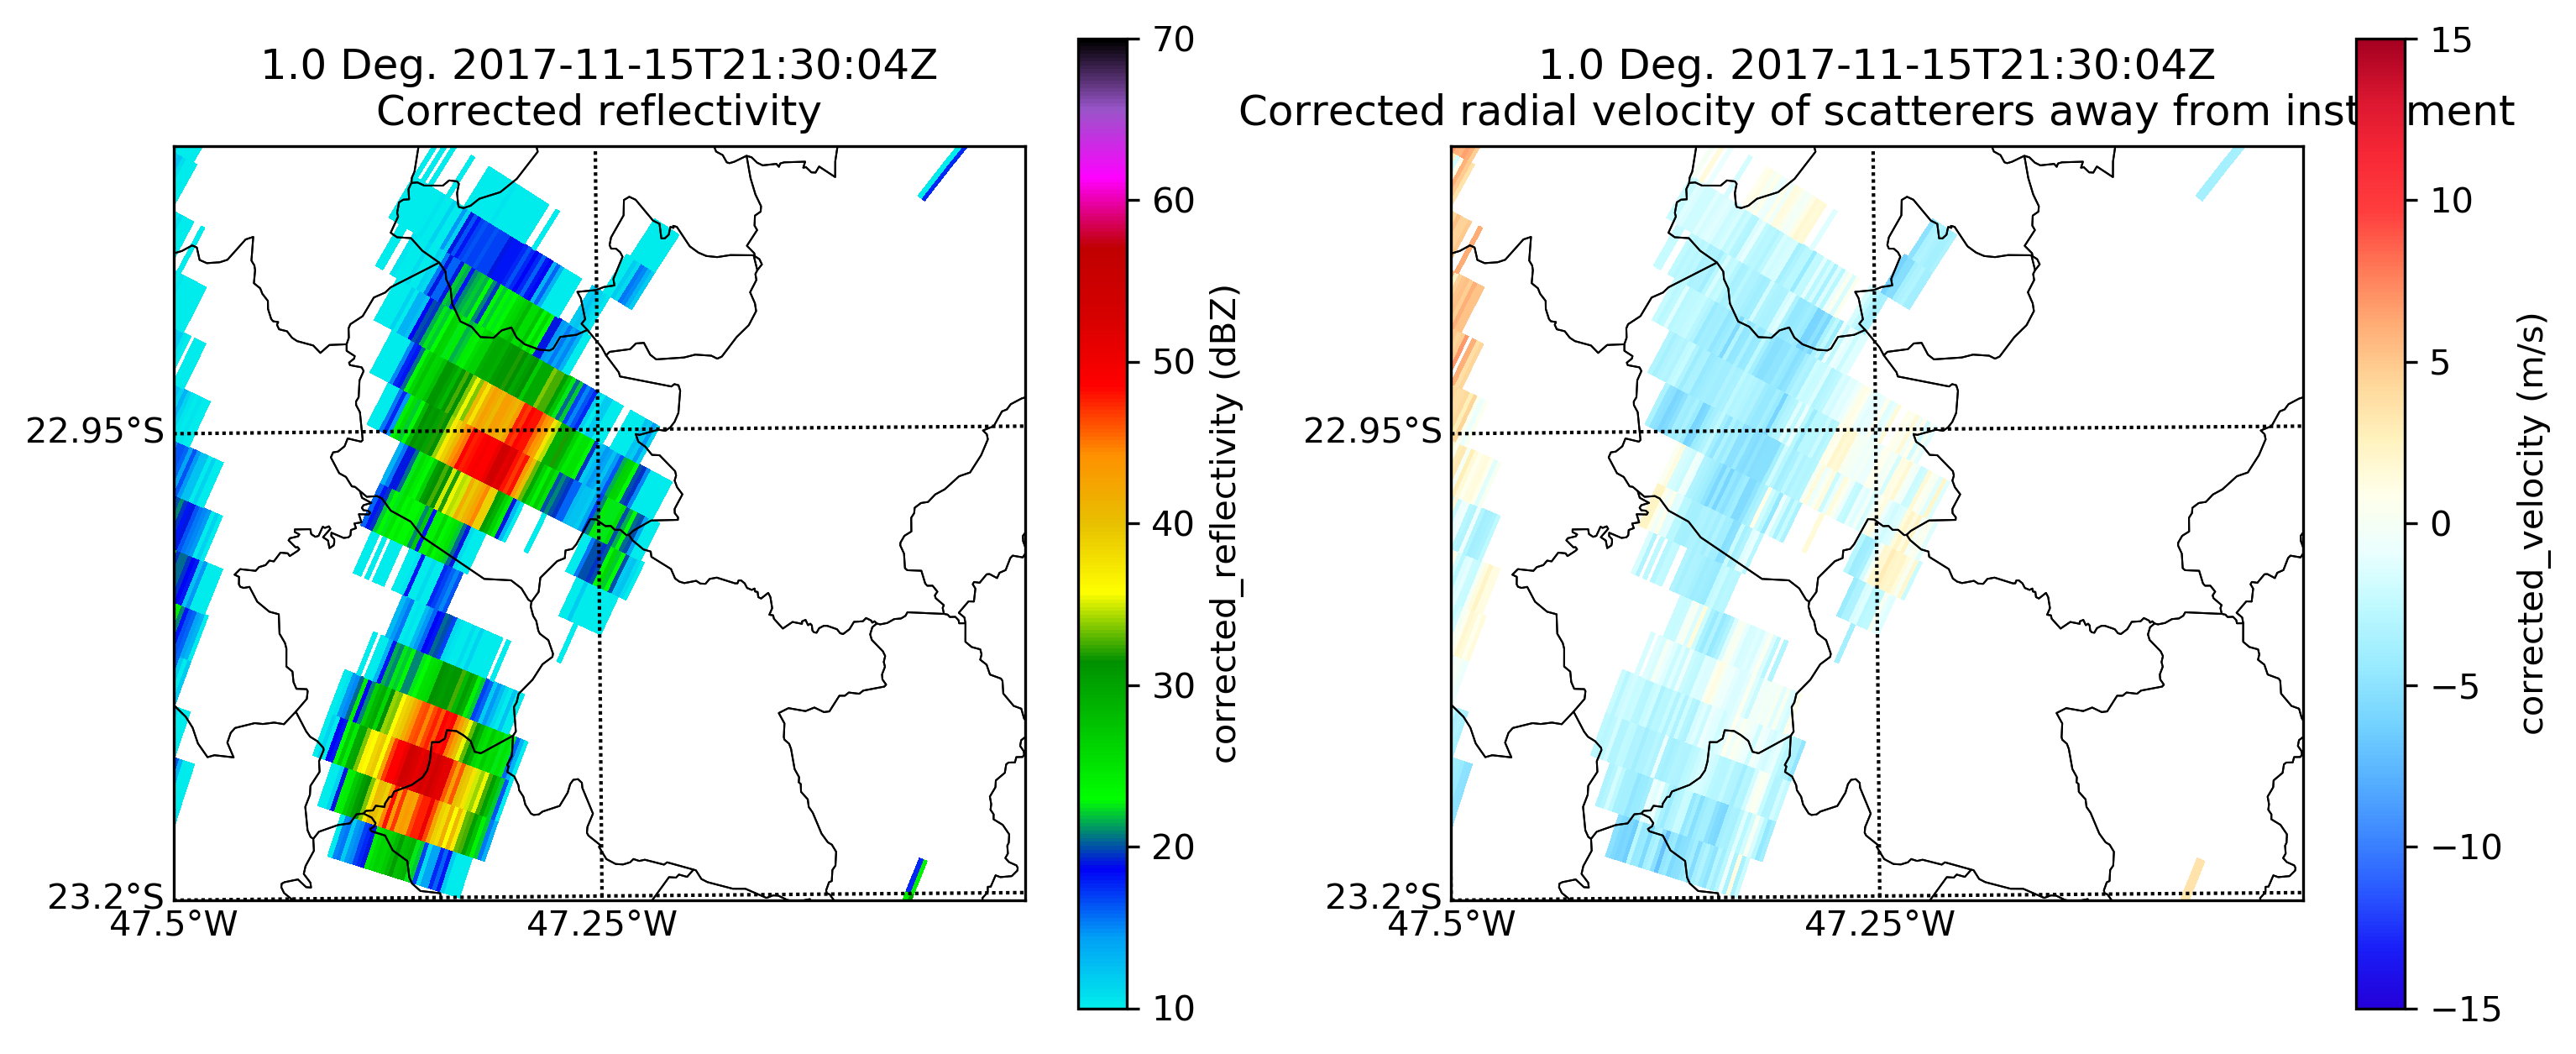 1.0 Deg. 2017-11-15T21:30:04Z
Corrected reflectivity
22.95°S
23.2°S
47.5°W
47.25°W
70
60
50
40
30
20
10
corrected_reflectivity (dBZ)
1.0 Deg. 2017-11-15T21:30:04Z
Corrected radial velocity of scatterers away from inst ment
22.95°S
23.2°S
47.5°W
47.25°W
15
10
5
0
−5
−10
−15
corrected_velocity (m/s)